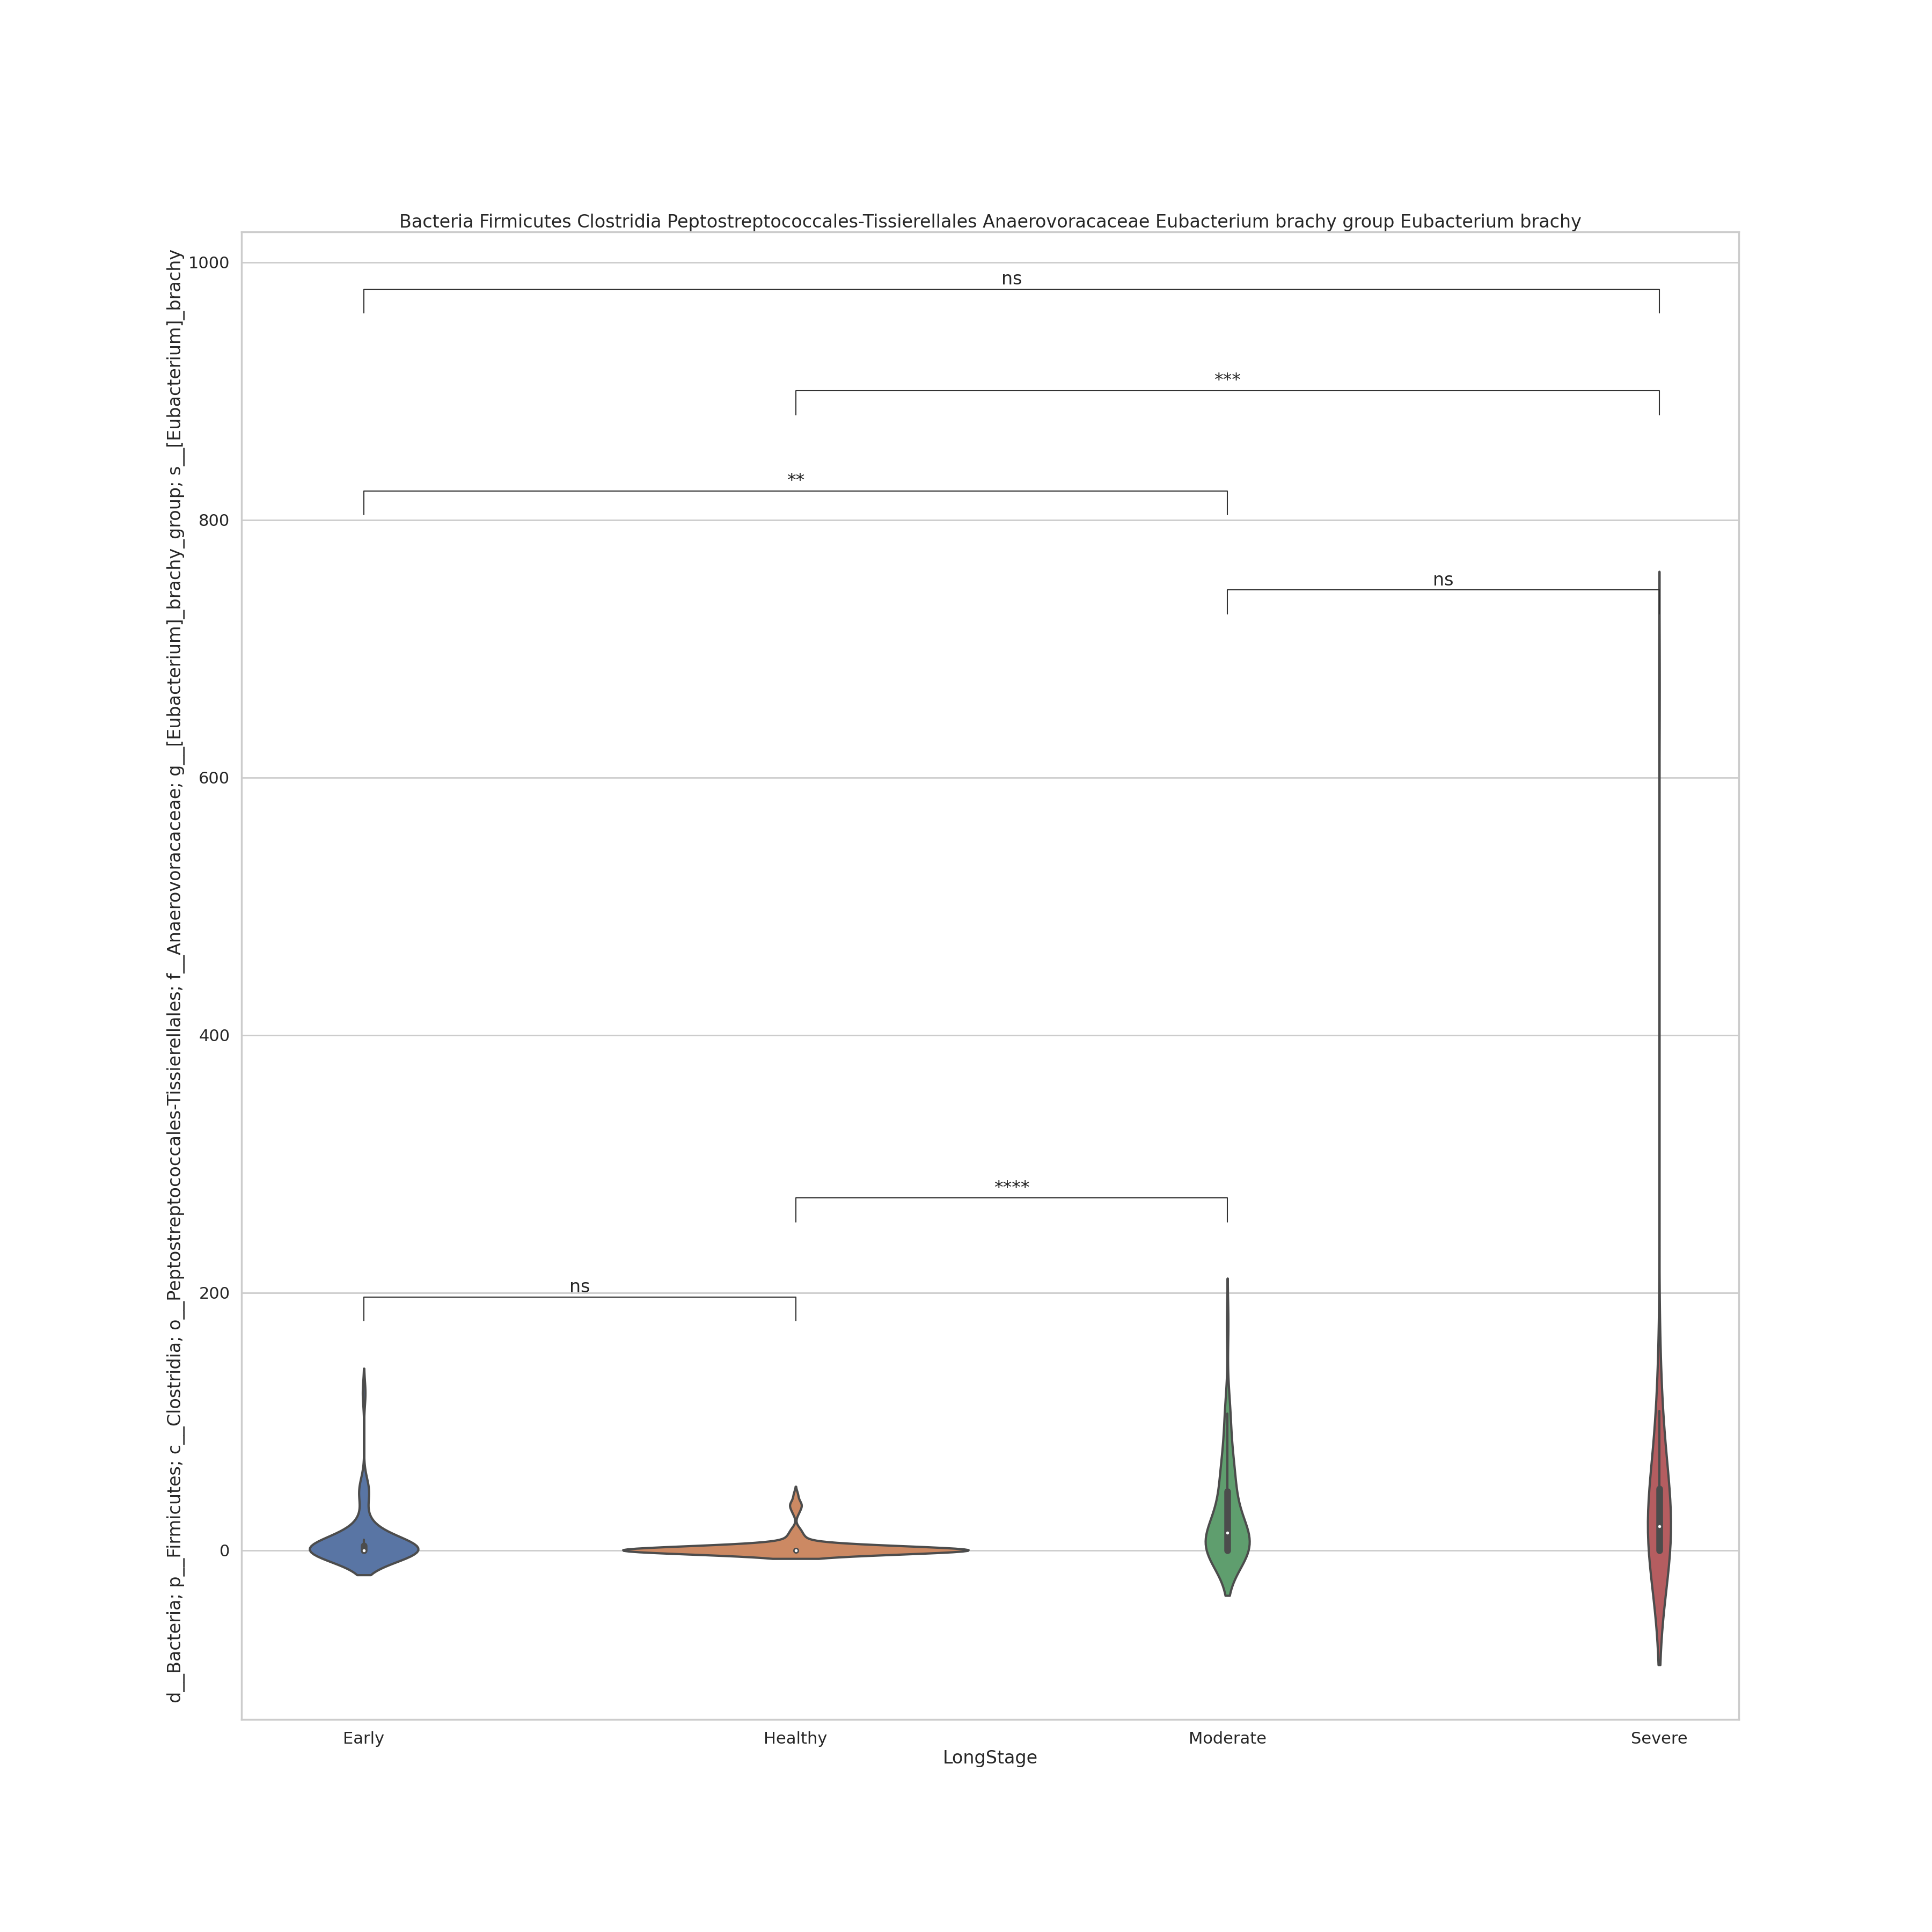 Bacteria Firmicutes Clostridia Peptostreptococcales-Tissierellales Anaerovoracaceae Eubacterium brachy group Eubacterium brachy
d__Bacteria; p__Firmicutes; c__Clostridia; o__Peptostreptococcales-Tissierellales; f__Anaerovoracaceae; g__[Eubacterium]_brachy_group; s__[Eubacterium]_brachy
1000
ns
***
**
800
ns
600
400
****
ns
200
0
Early Healthy Moderate Severe
LongStage